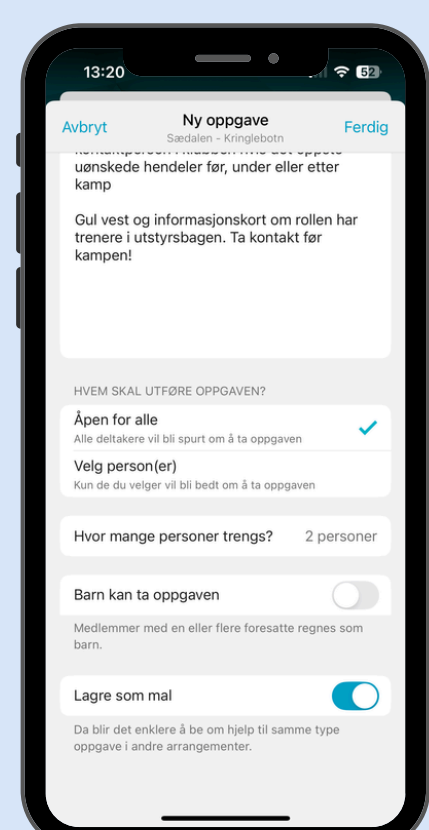 13:20
52
Avbryt
Ny oppgave
Ferdig
Sædalen - Kringlebotn
uønskede hendeler før, under eller etter
kamp
Gul vest og informasjonskort om rollen har
trenere i utstyrsbagen. Ta kontakt før
kampen!
HVEM SKAL UTFØRE OPPGAVEN?
Åpen for alle
Alle deltakere vil bli spurt om å ta oppgaven
Velg person(er)
Kun de du velger vil bli bedt om å ta oppgaven
Hvor mange personer trengs? 2 personer
Barn kan ta oppgaven
Medlemmer med en eller flere foresatte regnes som
barn.
Lagre som mal
Da blir det enklere å be om hjelp til samme type
oppgave i andre arrangementer.